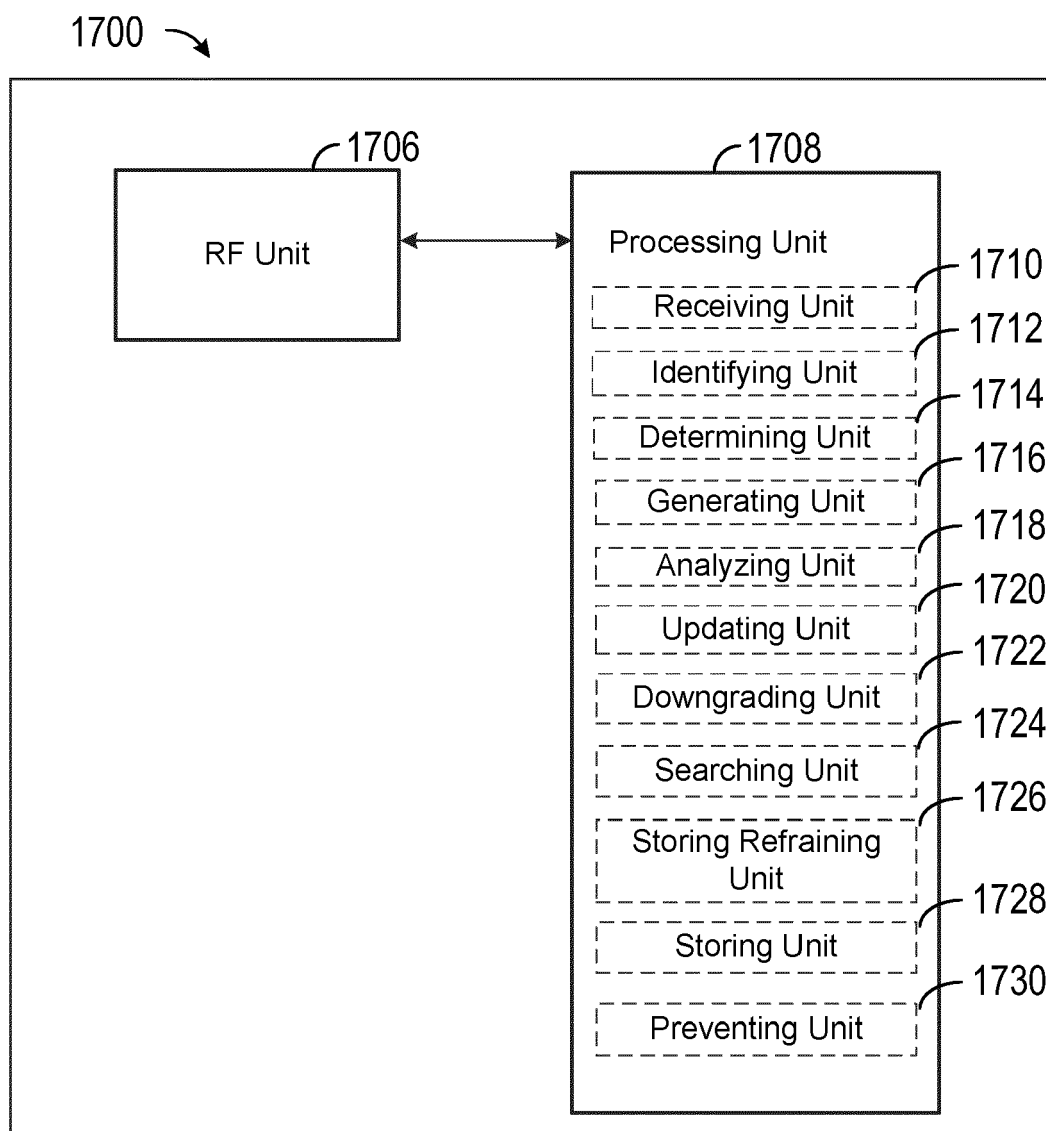 1700
1706
1708
RF Unit
Processing Unit
1710
Receiving Unit
1712
Identifying Unit
1714
Determining Unit
1716
Generating Unit
1718
Analyzing Unit
1720
Updating Unit
1722
Downgrading Unit
1724
Searching Unit
1726
Storing Refraining
Unit
1728
Storing Unit
1730
Preventing Unit